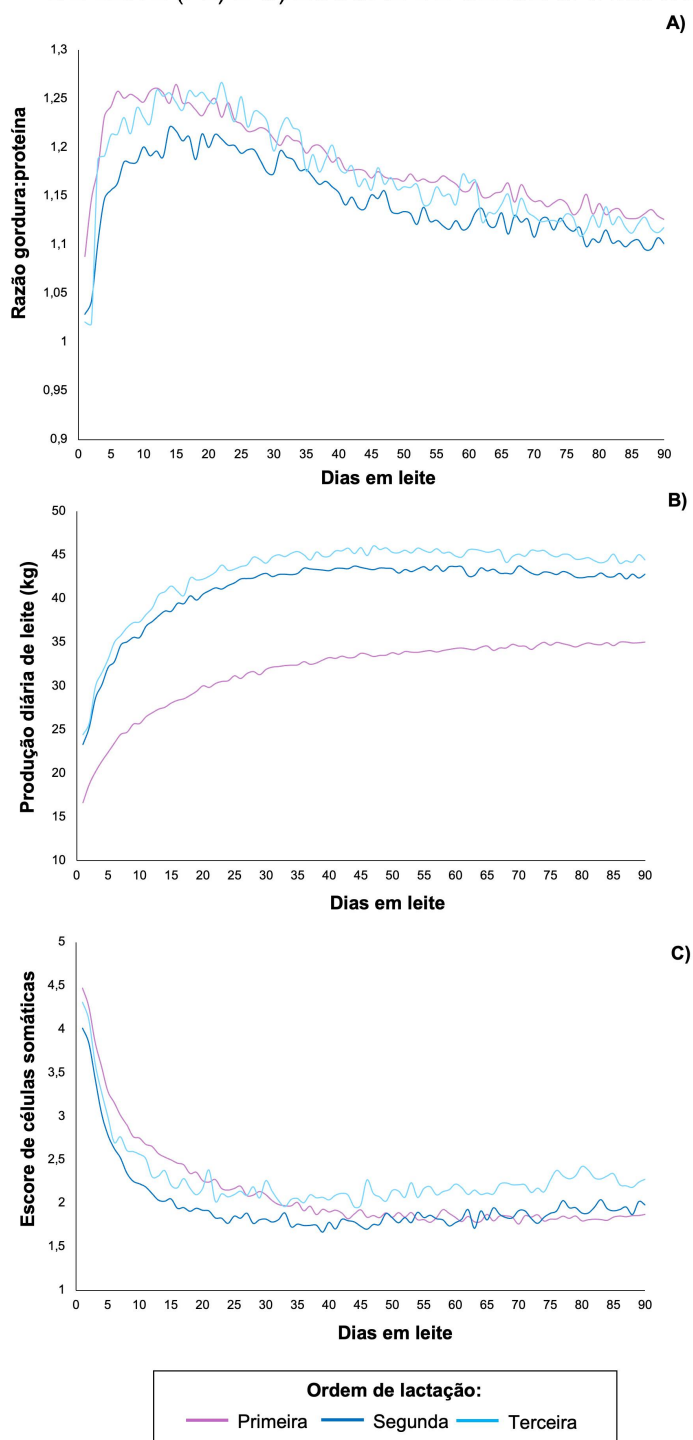 A)
1,3
1,25
1,2
1,15
1,1
1,05
1
0,95
0,9
Razão gordura:proteína
0 5 10 15 20 25 30 35 40 45 50 55 60 65 70 75 80 85 90
Dias em leite
B)
50
45
40
35
30
25
20
15
10
Produção diária de leite (kg)
0 5 10 15 20 25 30 35 40 45 50 55 60 65 70 75 80 85 90
Dias em leite
C)
5
4,5
4
3,5
3
2,5
2
1,5
1
Escore de células somáticas
0 5 10 15 20 25 30 35 40 45 50 55 60 65 70 75 80 85 90
Dias em leite
Ordem de lactação:
Primeira Segunda Terceira